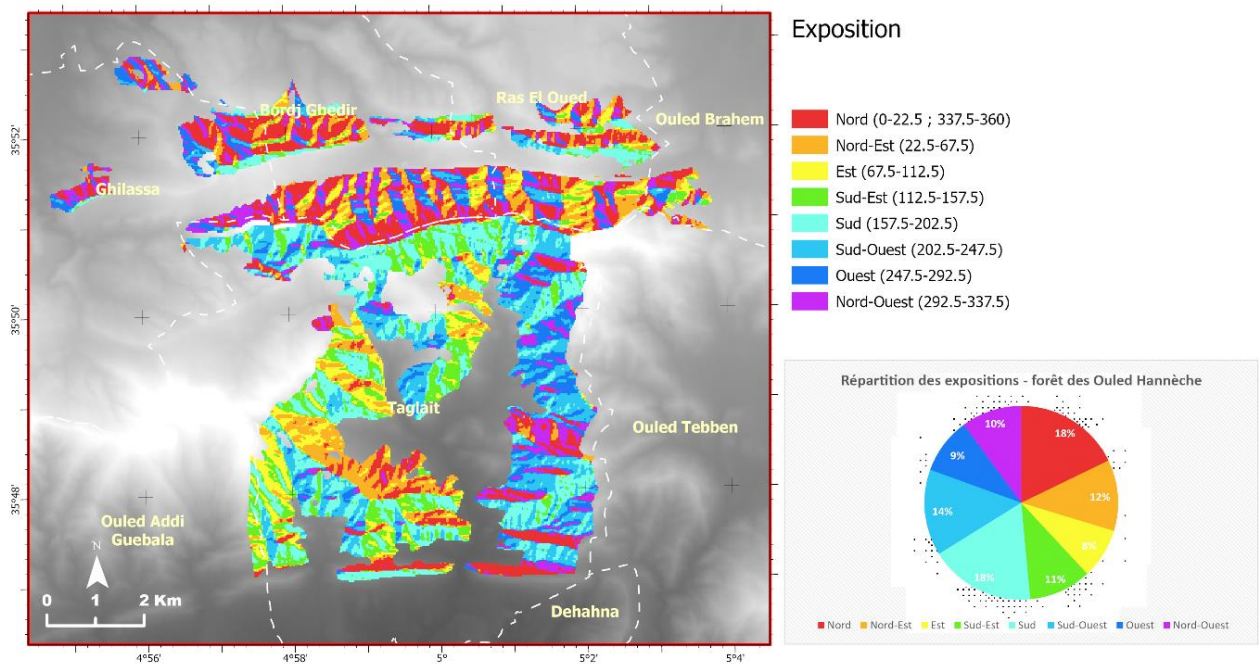 Exposition
Nord (0-22.5 ; 337.5-360)
Nord-Est (22.5-67.5)
Est (67.5-112.5)
Sud-Est (112.5-157.5)
Sud (157.5-202.5)
Sud-Ouest (202.5-247.5)
Ouest (247.5-292.5)
Nord-Ouest (292.5-337.5)
Bordj Ghedir
Ras El Oued
Ouled Brahem
Ghilassa
Taglait
Ouled Tebben
Ouled Addi
Guebala
Dehahna
N
0 1 2 Km
35°52'
35°50'
35°48'
4°56' 4°58' 5° 5°2' 5°4'
Répartition des expositions - forêt des Ouled Hannèche
10% 18%
9% 12%
14% 8%
18% 11%
Nord Nord-Est Est Sud-Est Sud Sud-Ouest Ouest Nord-Ouest